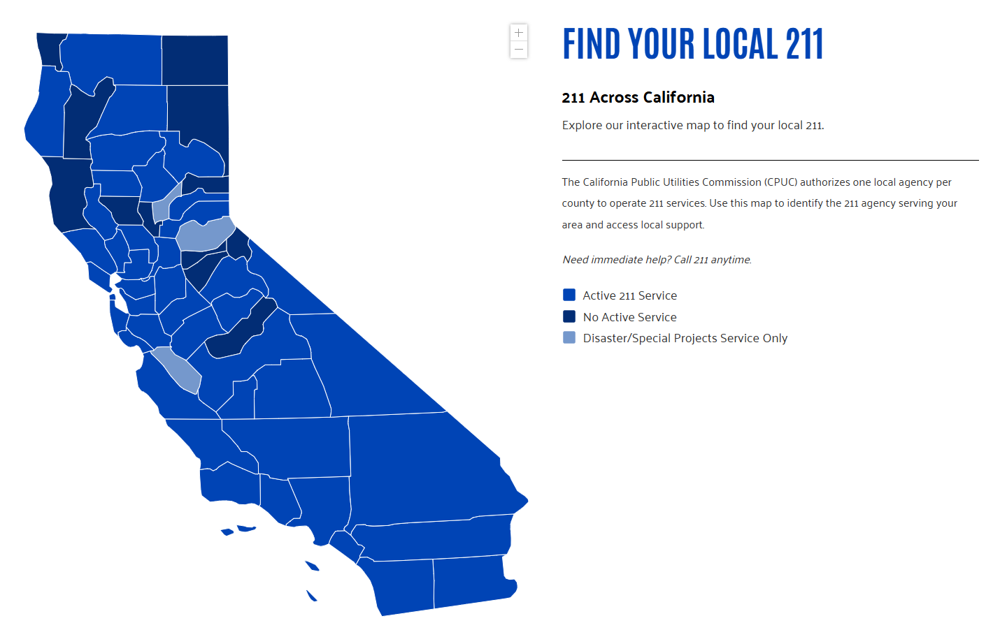 +
−
FIND YOUR LOCAL 211
211 Across California
Explore our interactive map to find your local 211.
The California Public Utilities Commission (CPUC) authorizes one local agency per
county to operate 211 services. Use this map to identify the 211 agency serving your
area and access local support.
Need immediate help? Call 211 anytime.
Active 211 Service
No Active Service
Disaster/Special Projects Service Only